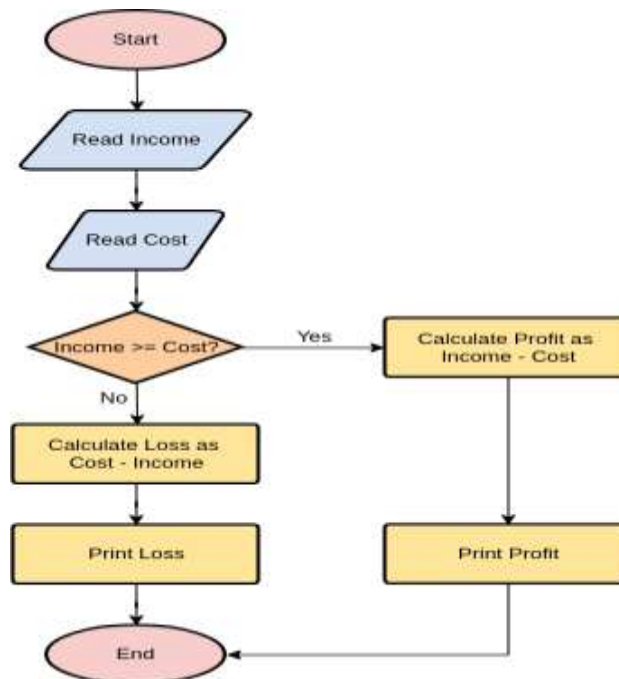 Start
Read Income
Read Cost
Income >= Cost?
Yes
Calculate Profit as
Income - Cost
No
Calculate Loss as
Cost - Income
Print Loss
Print Profit
End